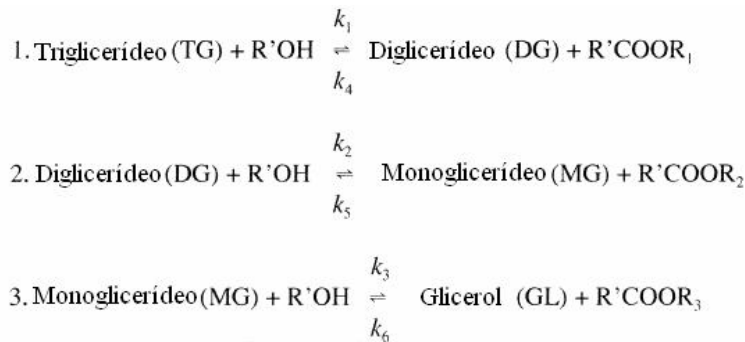 k₁
1. Triglicerídeo (TG) + R’OH ⇌ Diglicerídeo (DG) + R’COOR₁
k₄
k₂
2. Diglicerídeo (DG) + R’OH ⇌ Monoglicerídeo (MG) + R’COOR₂
k₅
k₃
3. Monoglicerídeo (MG) + R’OH ⇌ Glicerol (GL) + R’COOR₃
k₆